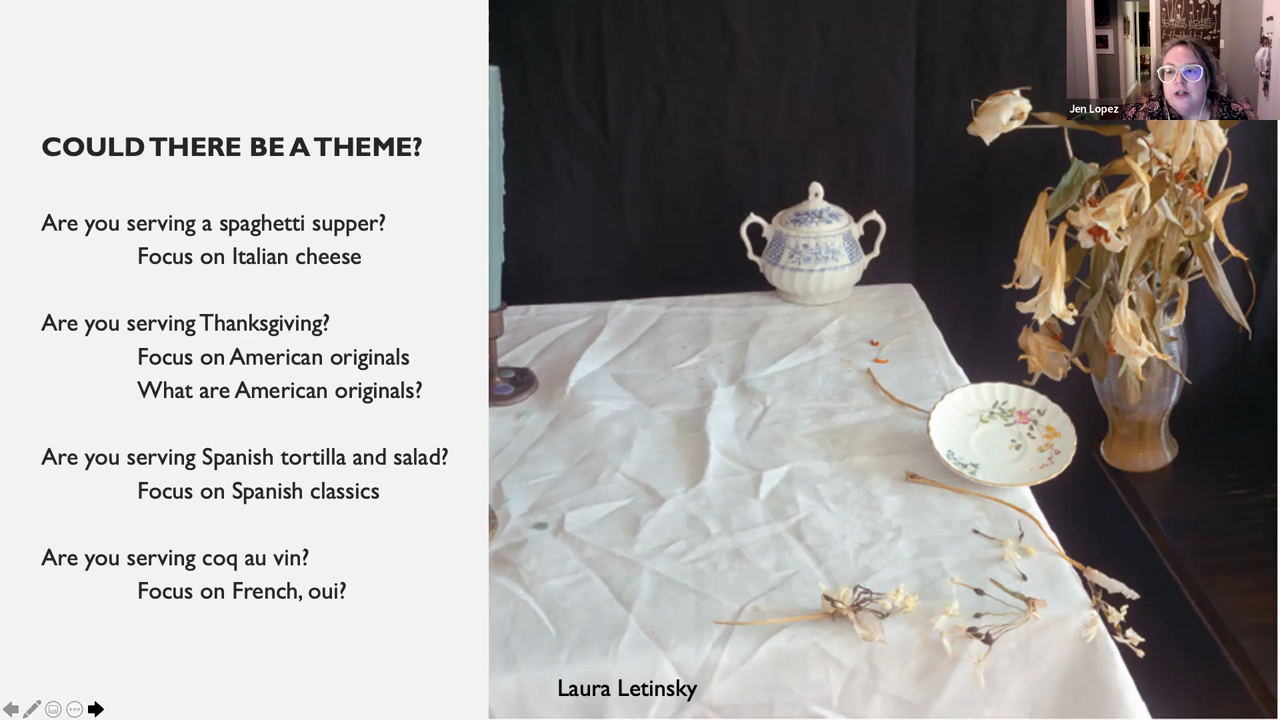 COULD THERE BE A THEME?
Are you serving a spaghetti supper?
Focus on Italian cheese
Are you serving Thanksgiving?
Focus on American originals
What are American originals?
Are you serving Spanish tortilla and salad?
Focus on Spanish classics
Are you serving coq au vin?
Focus on French, oui?
Laura Letinsky
Jen Lopez